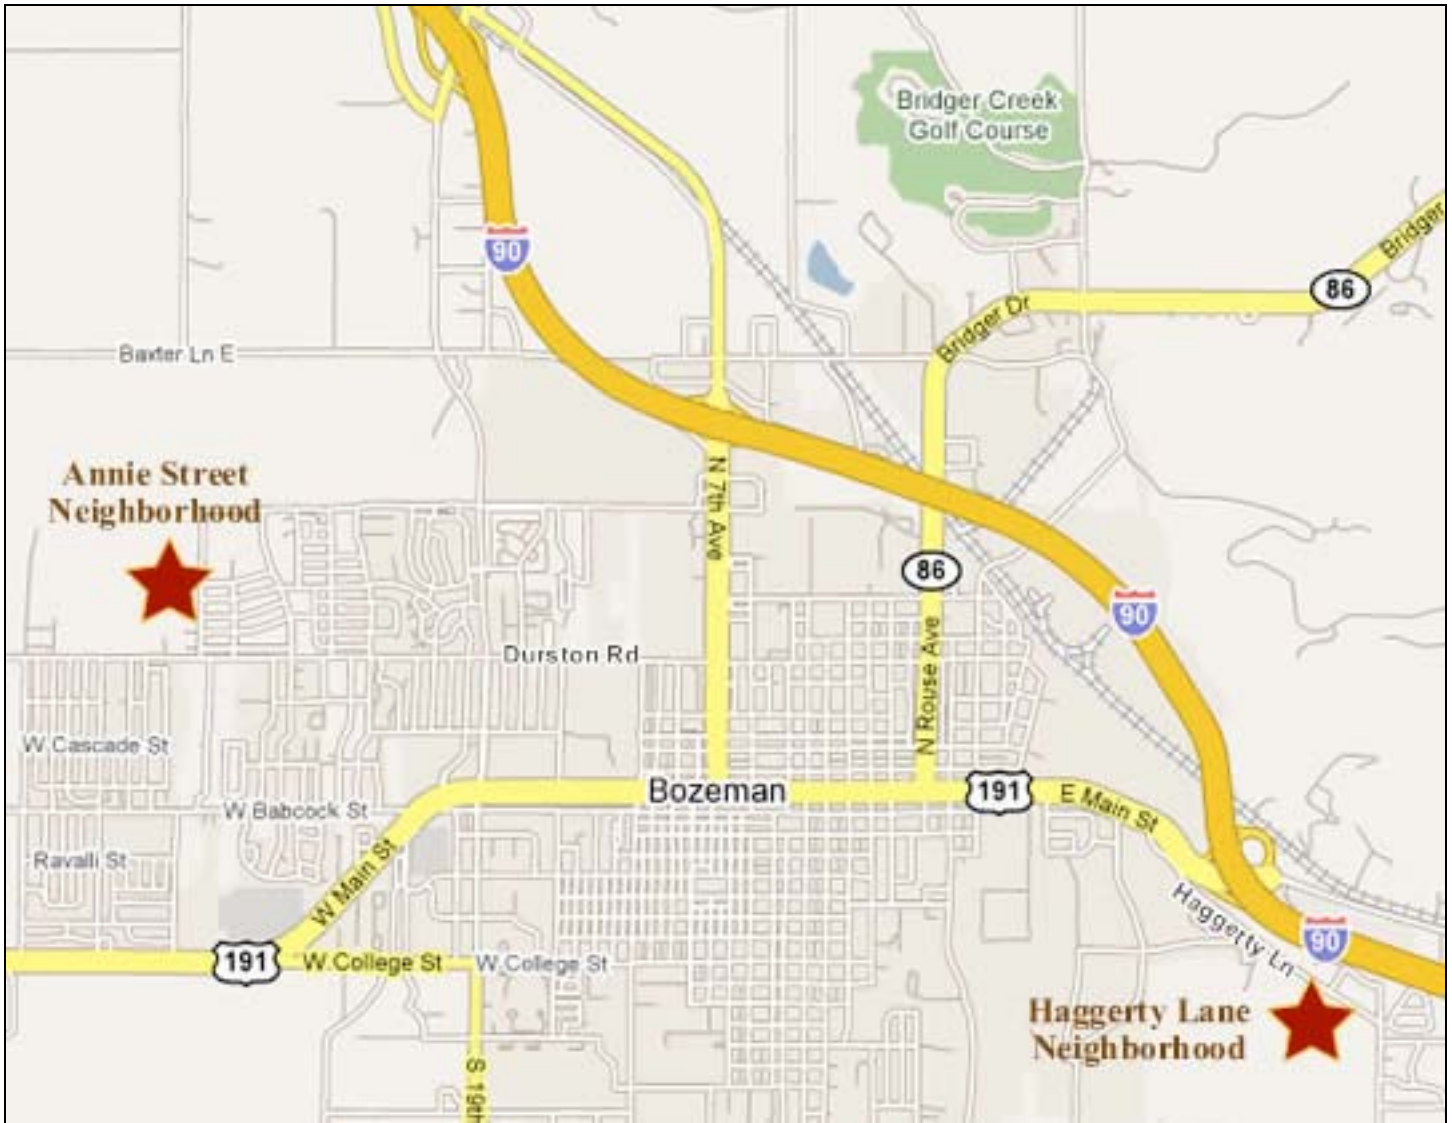 Bridger Creek
Golf Course
Bridger
90
86
Bridger Dr
Baxter Ln E
Annie Street
Neighborhood
N 7th Ave
86
90
Durston Rd
N Rouse Ave
W Cascade St
Bozeman
191
E Main St
W Babcock St
Ravalli St
W Main St
Haggerty Ln
90
191
W College St
W College St
Haggerty Lane
Neighborhood
S 19th